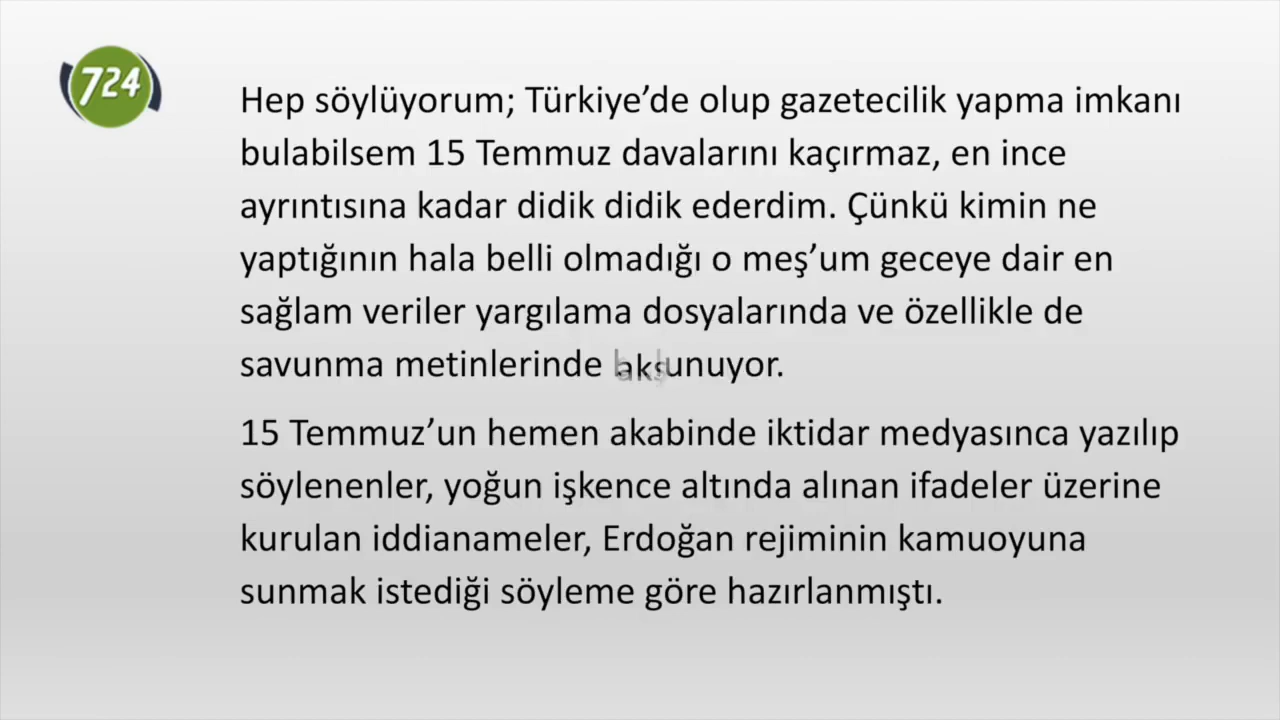 724
Hep söylüyorum; Türkiye’de olup gazetecilik yapma imkanı
bulabilsem 15 Temmuz davalarını kaçırmaz, en ince
ayrıntısına kadar didik didik ederdim. Çünkü kimin ne
yaptığının hala belli olmadığı o meş’um geceye dair en
sağlam veriler yargılama dosyalarında ve özellikle de
savunma metinlerinde
15 Temmuz’un hemen akabinde iktidar medyasınca yazılıp
söylenenler, yoğun işkence altında alınan ifadeler üzerine
kurulan iddianameler, Erdoğan rejiminin kamuoyuna
sunmak istediği söyleme göre hazırlanmıştı.